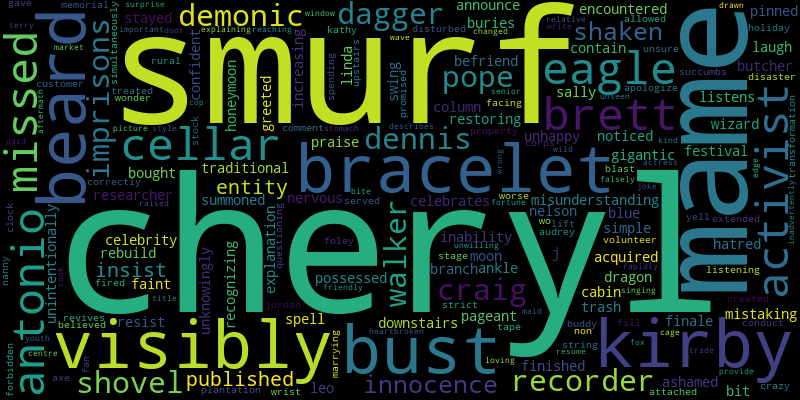 gave
memorial
surprise
terry
market
customer
simultaneously
stayed
door
demonic
dagger
announce
buries
encountered
allowed
relative
write
drawn
window
explaining
reaching
important
rural
confident
kathy
disturbed
wave
changed
unsure
pinned
holiday
laugh
beard
smurf
pope
shaken
contain
missed
imprisons
treated
wonder
cop
honeymoon
greeted
increasing
spending
linda
upstairs
swing
promised
senior
facing
befriend
unseen
apologize
eagle
sally
mame
butcher
disaster
succumbs
listens
wizard
festival
edge
aftermath
picture
style
stock
comment
stomach
column
restoring
describes
property
corps
brett
noticed
kind
pald
cellar
praise
dennis
unhappy
gigantic
actress
activist
transformation
inadvertently
correctly
bought
traditional
entity
bracelet
wrong
wild
blast
falsely
joke
researcher
raised
summoned
nervous
bite
served
celebrates
worse
fortune
misunderstanding
yell
extended
clock
antonio
unintentionally
cheryl
walker
nelson
wo
lift
audrey
blue
simple
hatred
celebrity
rebuild
explanation
questioning
foley
inability
unwilling
stage
moon
j
volunteer
acquired
listening
mistaking
nanny
insist
faint
unknowingly
recognizing
possessed
friendly
branch
ankle
rapidly
cabin
singing
dragon
trash
created
cook
fired
title
jordan
craig
strict
pageant
maid
buddy
non
fill
finale
conduct
revives
believed
resist
spell
downstairs
tape
string
resume
fox
cage
trade
forbidden
youth
centre
visibly
marrying
heartbroken
bust
loving
finished
kirby
provide
crazy
axe
fan
shovel
published
plantation
wrist
leo
innocence
recorder
attached
ashamed
bit